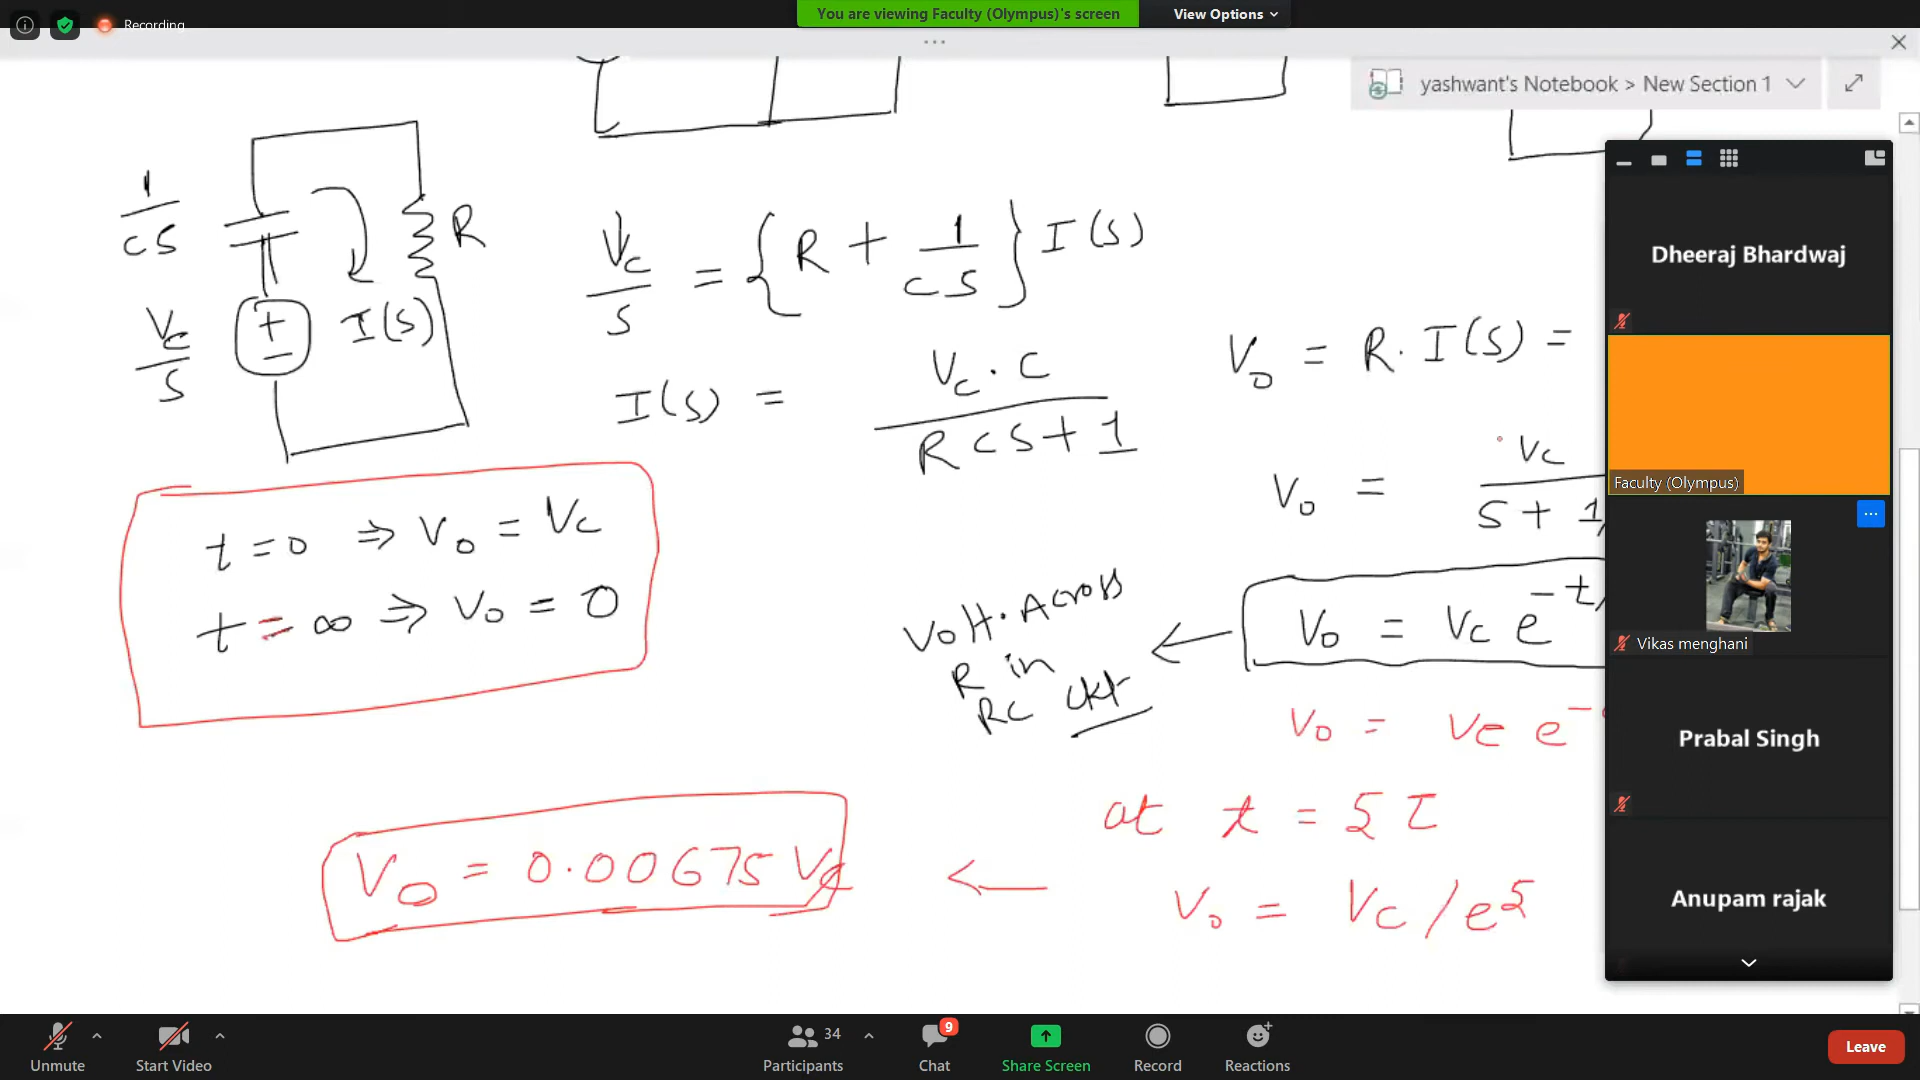 You are viewing Faculty (Olympus)'s screen
View Options
Recording
yashwant's Notebook > New Section 1
1
cs
R
Vc
s
I(s)
Vc
s
= { R + 1
cs } I(s)
I(s) = Vc . C
RCS+1
Vo = R. I(s) =
Vo = Vc
S + 1
t = 0 ⇒ Vo = Vc
t = ∞ ⇒ Vo = 0
Volt. Across
R in
RC ckt
Vo = Vc e^-t/
Vo = Vc e^-
at t = 5τ
Vo = Vc / e^5
Vo = 0.00675 Vc
Dheeraj Bhardwaj
Faculty (Olympus)
Vikas menghani
Prabal Singh
Anupam rajak
Unmute
Start Video
Participants
34
Chat
9
Share Screen
Record
Reactions
Leave